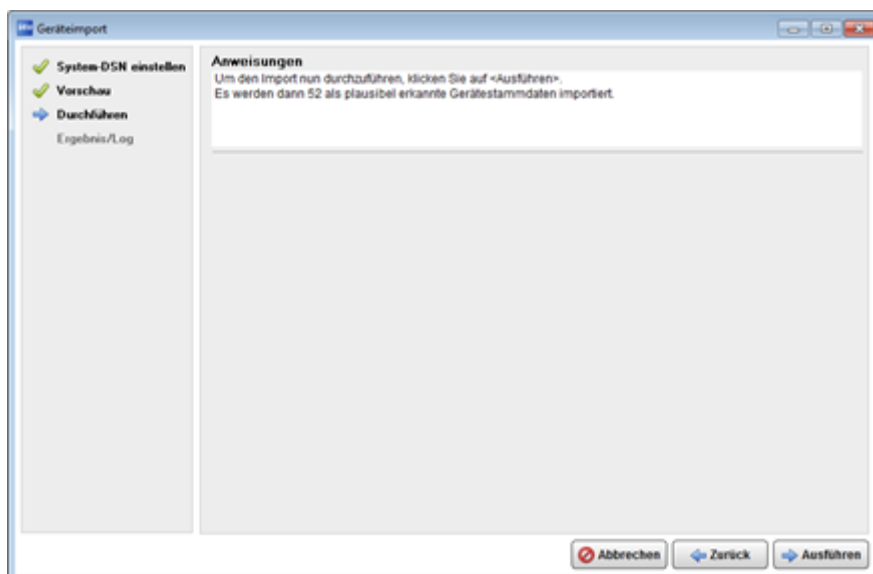 Geräteimport
System-DSN einstellen
Vorschau
Durchführen
Ergebnis/Log
Anweisungen
Um den Import nun durchzuführen, klicken Sie auf <Ausführen>.
Es werden dann 52 als plausibel erkannte Gerätestammdaten importiert.
Abbrechen
Zurück
Ausführen